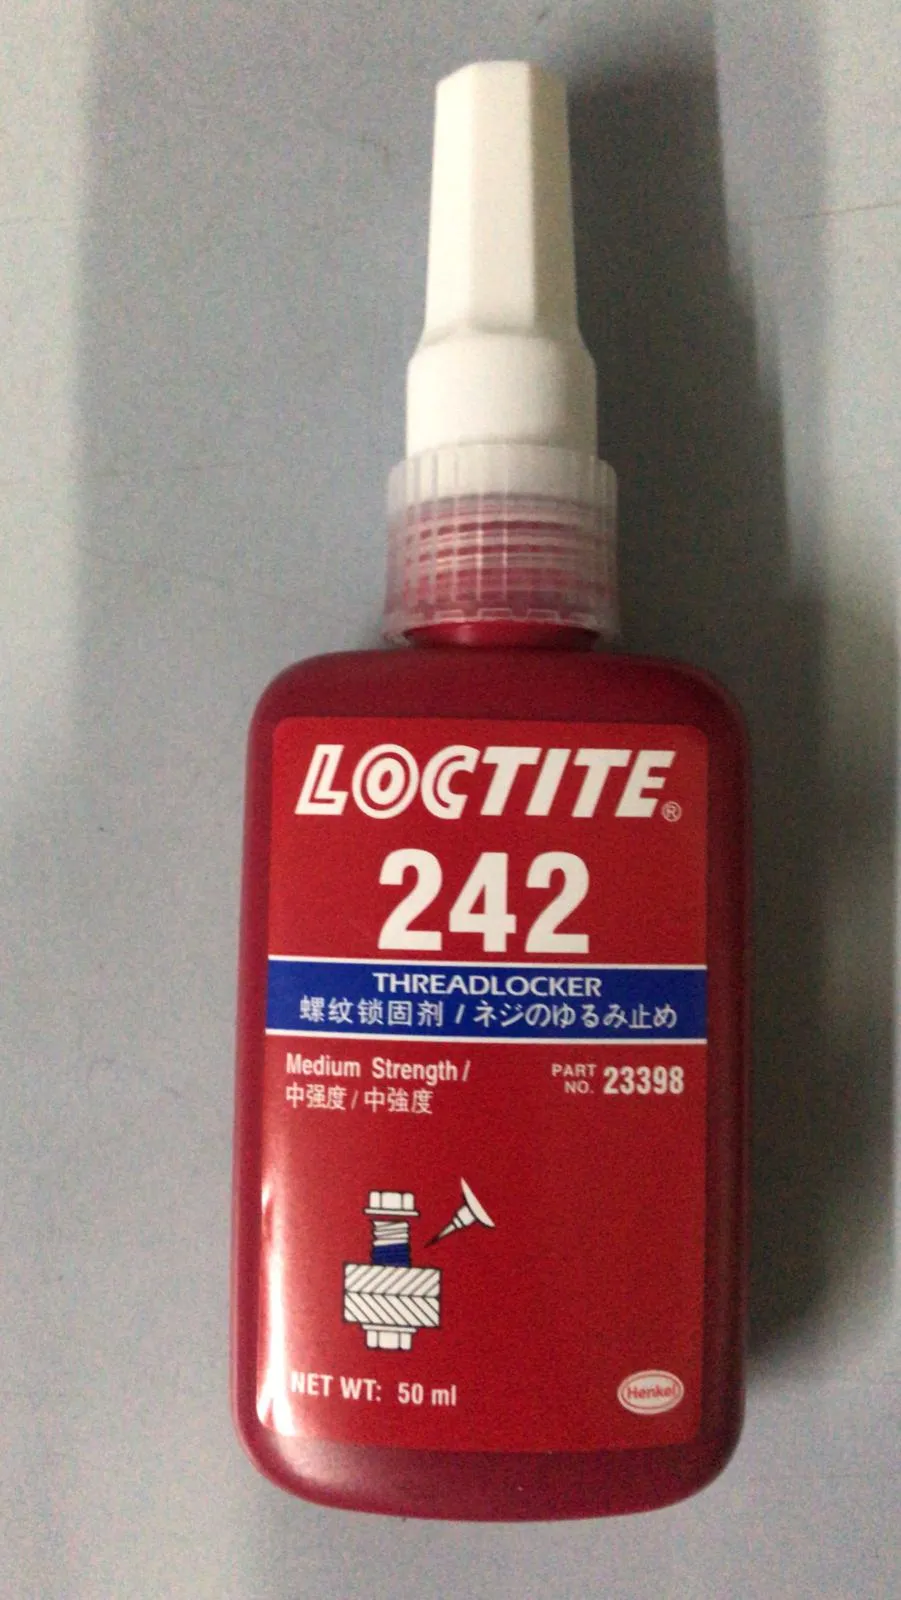 LOCTITE®
242
THREADLOCKER
螺纹锁固剂 / ネジのゆるみ止め
Medium Strength /
中强度 / 中強度
PART NO. 23398
NET WT: 50 ml
Henkel